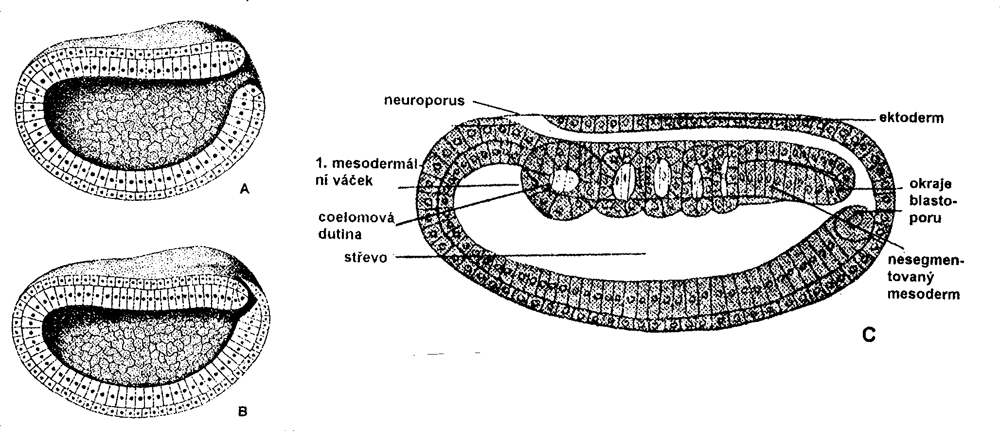 A
B
neuroporus
1. mesodermál-
ní váček
coelomová
dutina
střevo
ektoderm
okraje
blasto-
poru
nesegmen-
tovaný
mesoderm
C